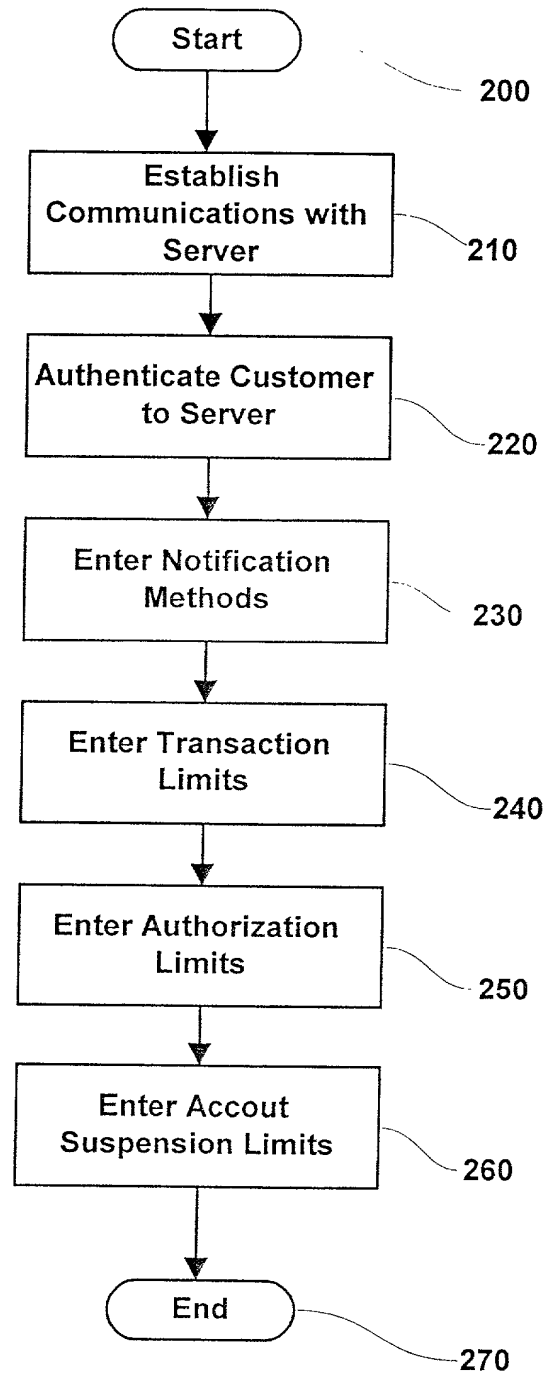 Start
200
Establish
Communications with
Server
210
Authenticate Customer
to Server
220
Enter Notification
Methods
230
Enter Transaction
Limits
240
Enter Authorization
Limits
250
Enter Accout
Suspension Limits
260
End
270